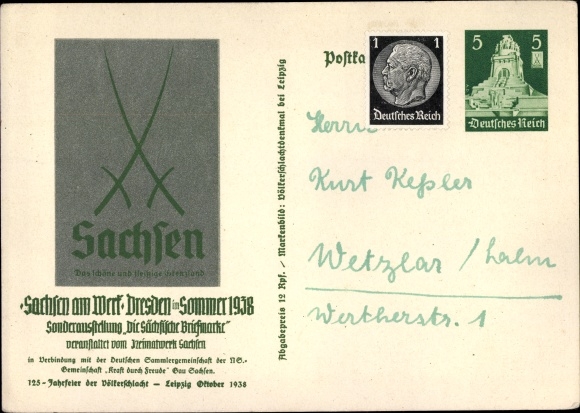 Sachsen
Das schöne und fleißige Grenzland
„Sachsen am Werk“ Dresden im Sommer 1938
Sonderausstellung „Die Sächsische Briefmarke“
veranstaltet vom Heimatwerk Sachsen
in Verbindung mit der Deutschen Sammlergemeinschaft der NS.-
Gemeinschaft „Kraft durch Freude“ Gau Sachsen.
125-Jahrfeier der Völkerschlacht – Leipzig Oktober 1938
Abgabepreis 12 Rpf. / Markenbild: Völkerschlachtdenkmal bei Leipzig
Postka
1 1
Deutsches Reich
5 5
Deutsches Reich
Herrn
Kurt Keßler
Wetzlar / Lahn
Wertherstr. 1